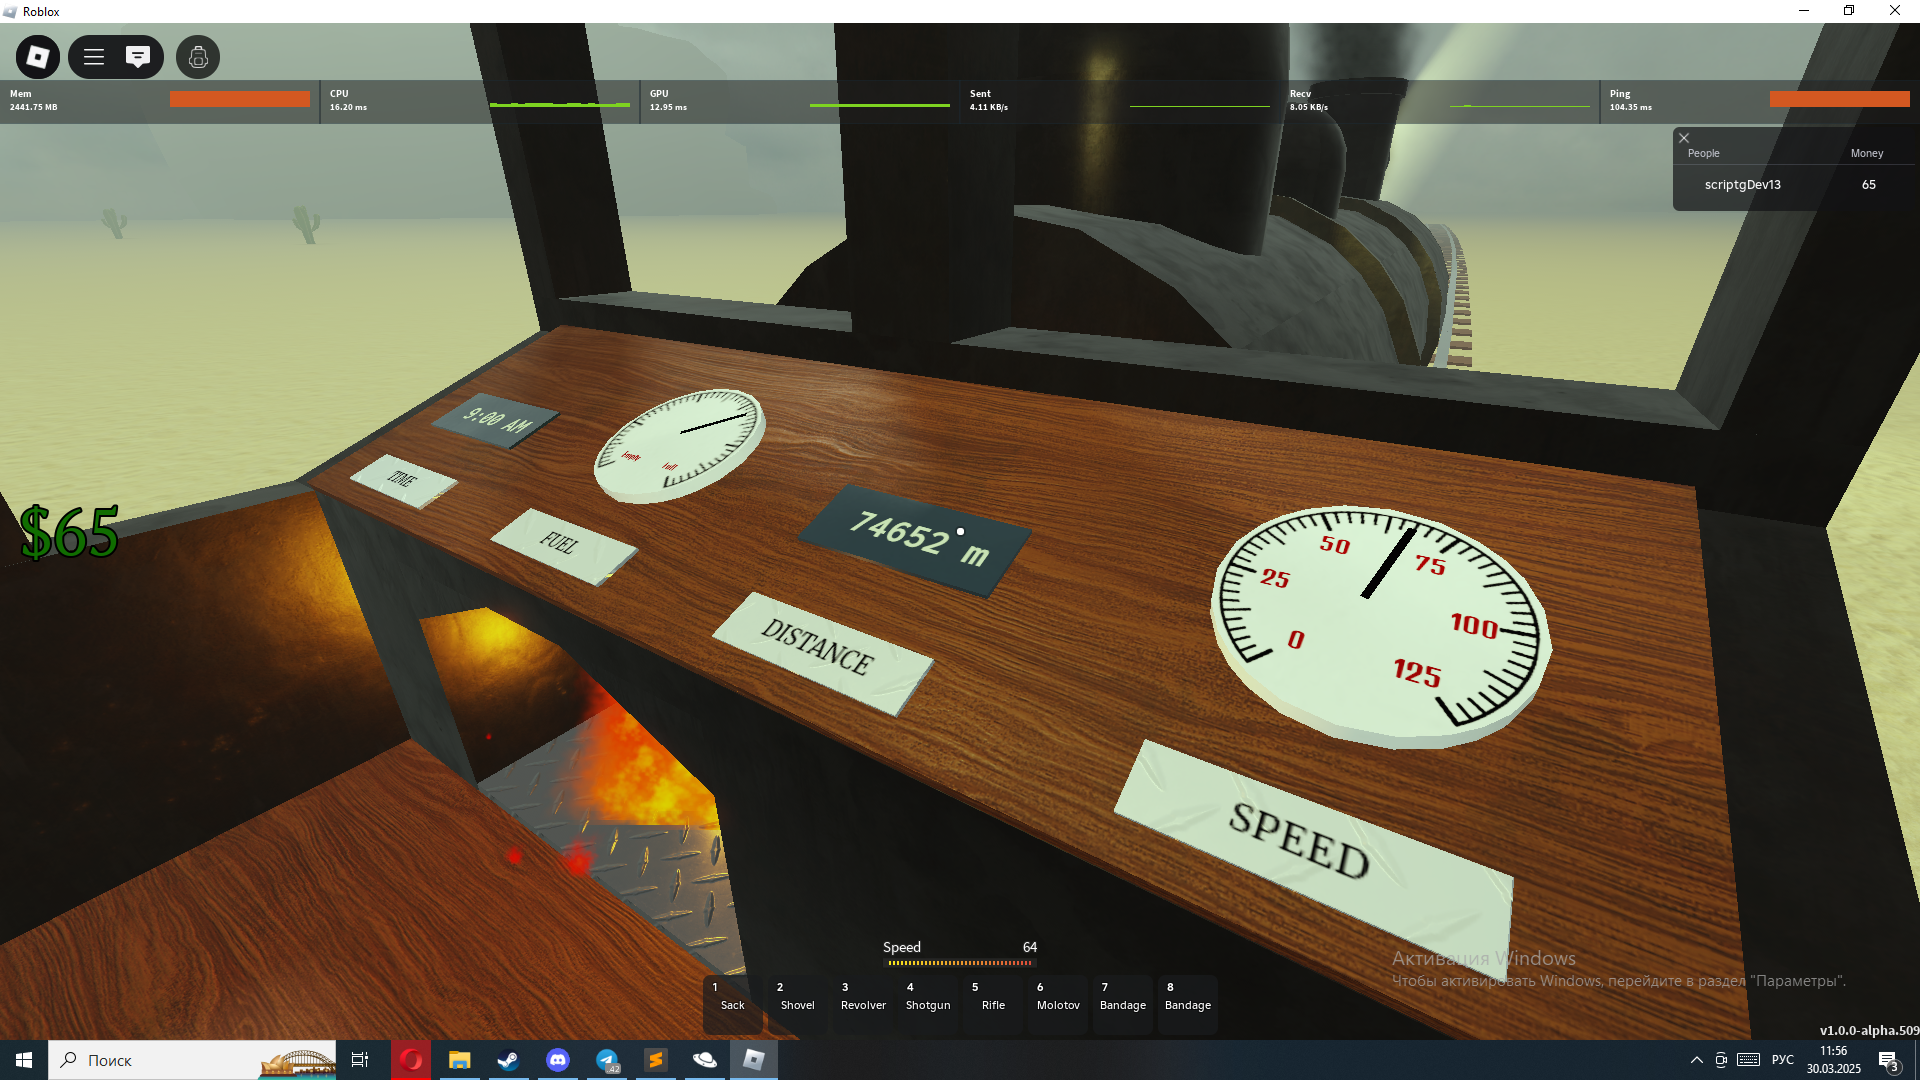 Roblox
Mem
2441.75 MB
CPU
16.20 ms
GPU
12.95 ms
Sent
4.11 KB/s
Recv
8.05 KB/s
Ping
104.35 ms
People Money
scriptgDev13 65
$65
9:00 AM
TIME
Empty Full
FUEL
74652 m
DISTANCE
0 25 50 75 100 125
SPEED
Speed 64
1 Sack
2 Shovel
3 Revolver
4 Shotgun
5 Rifle
6 Molotov
7 Bandage
8 Bandage
Активация Windows
Чтобы активировать Windows, перейдите в раздел "Параметры".
v1.0.0-alpha.509
Поиск
.42
РУС
11:56
30.03.2025
3